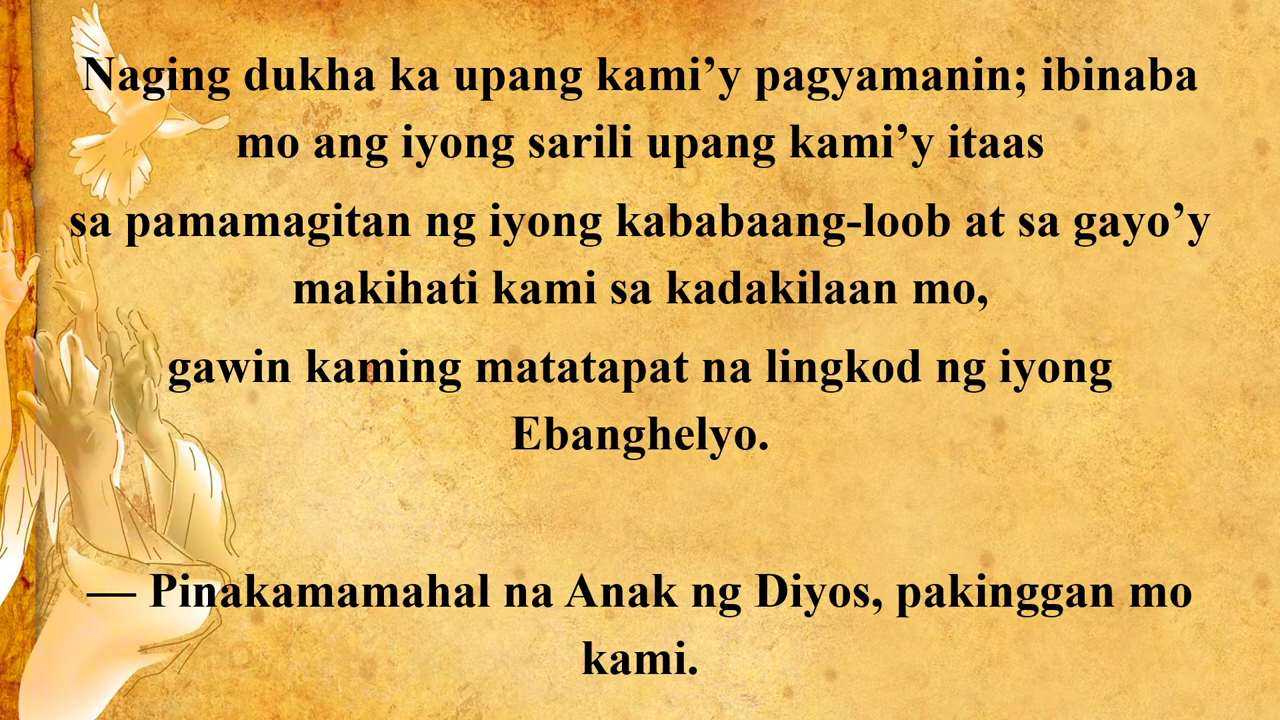 Naging dukha ka upang kami’y pagyamanin; ibinaba
mo ang iyong sarili upang kami’y itaas
sa pamamagitan ng iyong kababaang-loob at sa gayo’y
makihati kami sa kadakilaan mo,
gawin kaming matatapat na lingkod ng iyong
Ebanghelyo.
— Pinakamamahal na Anak ng Diyos, pakinggan mo
kami.